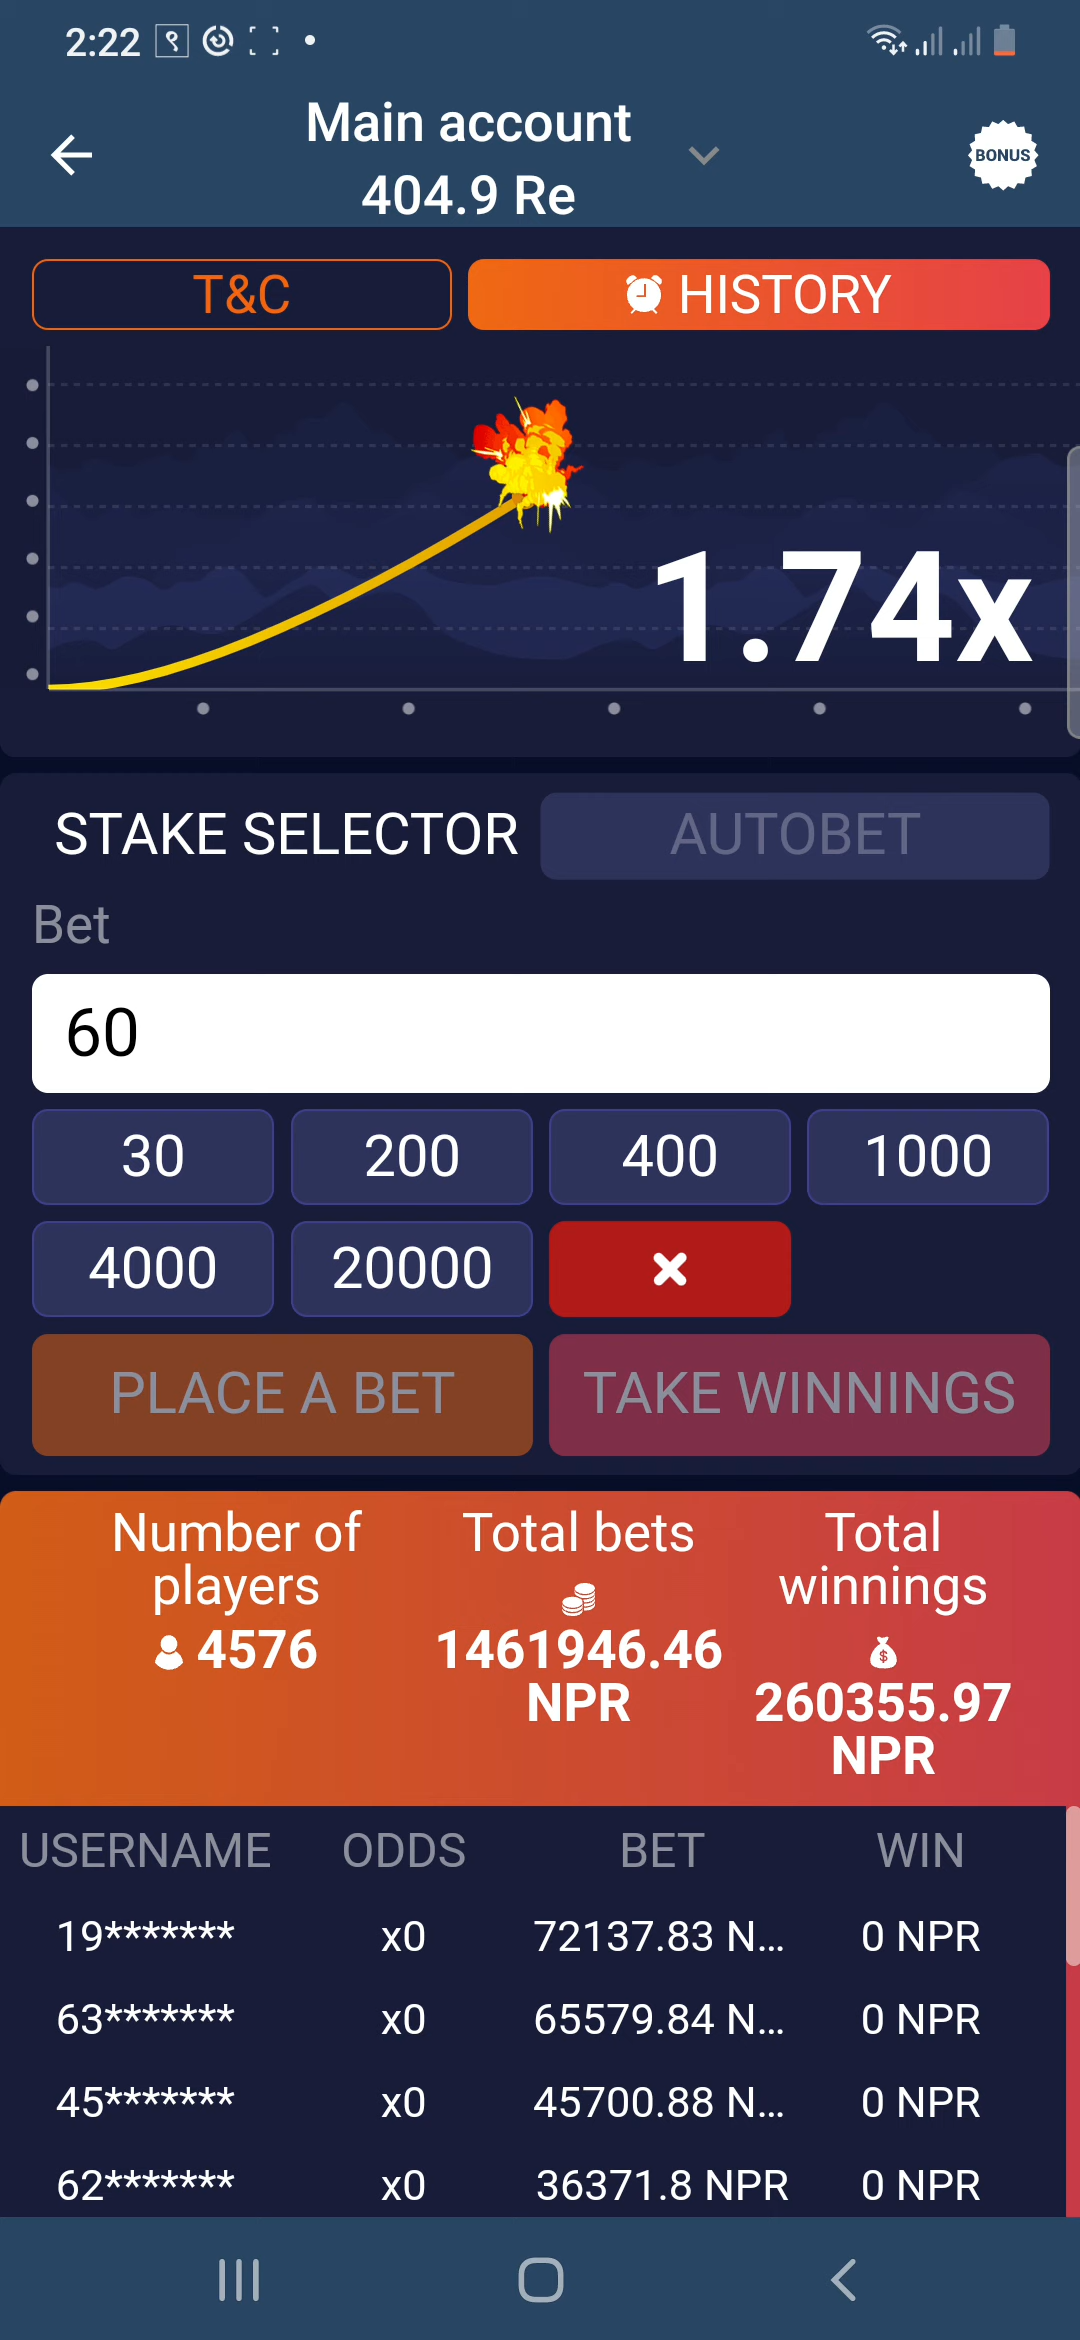 2:22
Main account
404.9 Re
BONUS
T&C
HISTORY
1.74x
STAKE SELECTOR
AUTOBET
Bet
60
30
200
400
1000
4000
20000
PLACE A BET
TAKE WINNINGS
Number of players
4576
Total bets
1461946.46 NPR
Total winnings
260355.97 NPR
USERNAME ODDS BET WIN
19******* x0 72137.83 N... 0 NPR
63******* x0 65579.84 N... 0 NPR
45******* x0 45700.88 N... 0 NPR
62******* x0 36371.8 NPR 0 NPR